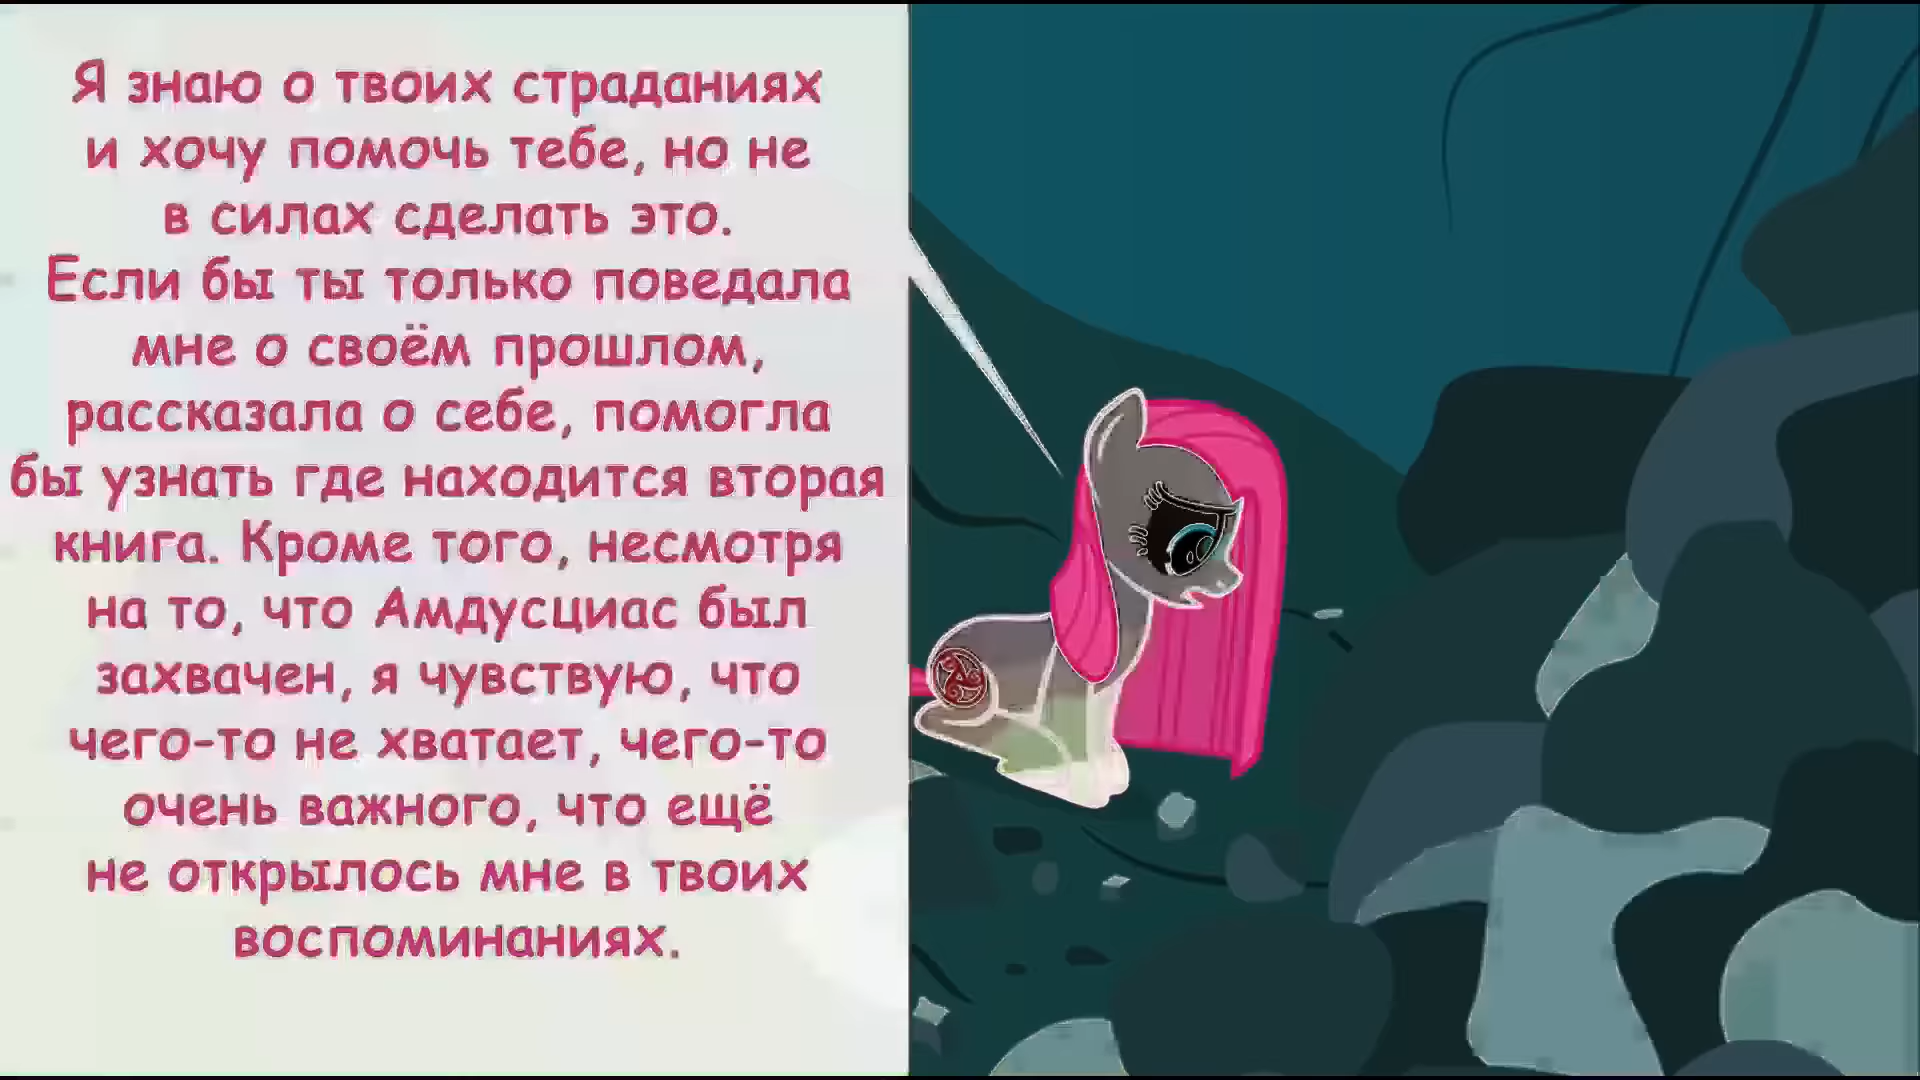 Я знаю о твоих страданиях
и хочу помочь тебе, но не
в силах сделать это.
Если бы ты только поведала
мне о своём прошлом,
рассказала о себе, помогла
бы узнать где находится вторая
книга. Кроме того, несмотря
на то, что Амдусциас был
захвачен, я чувствую, что
чего-то не хватает, чего-то
очень важного, что ещё
не открылось мне в твоих
воспоминаниях.